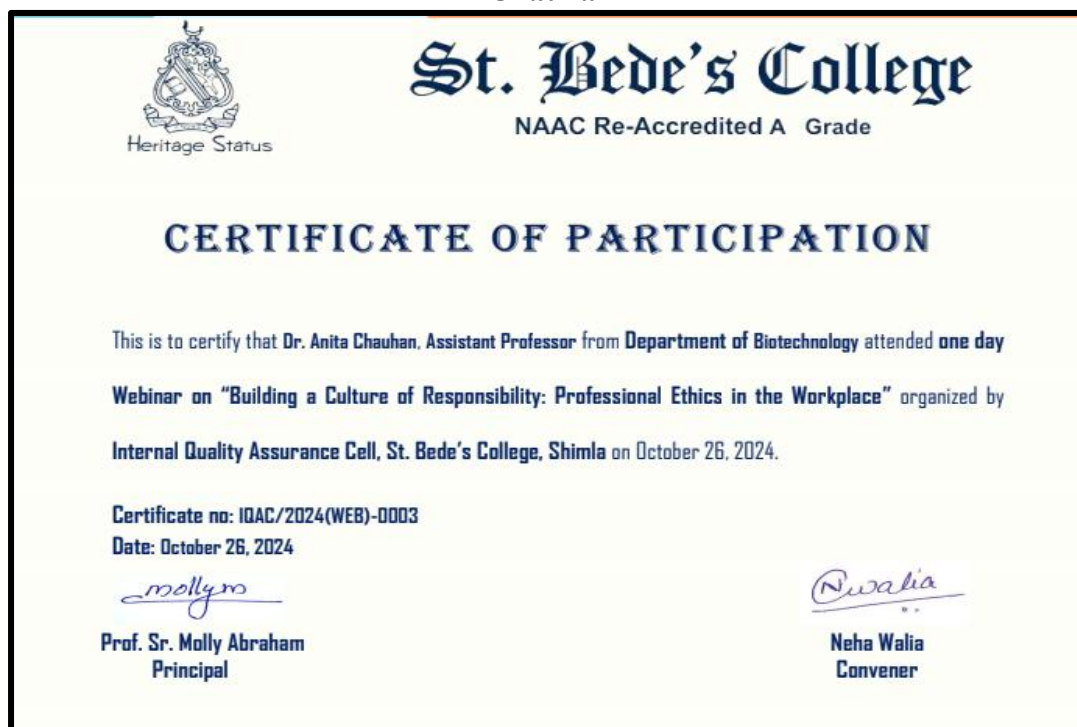 St. Bede's College
NAAC Re-Accredited A Grade
Heritage Status
CERTIFICATE OF PARTICIPATION
This is to certify that Dr. Anita Chauhan, Assistant Professor from Department of Biotechnology attended one day
Webinar on “Building a Culture of Responsibility: Professional Ethics in the Workplace” organized by
Internal Quality Assurance Cell, St. Bede’s College, Shimla on October 26, 2024.
Certificate no: IQAC/2024(WEB)-0003
Date: October 26, 2024
mollym
Nwalia
Prof. Sr. Molly Abraham
Principal
Neha Walia
Convener